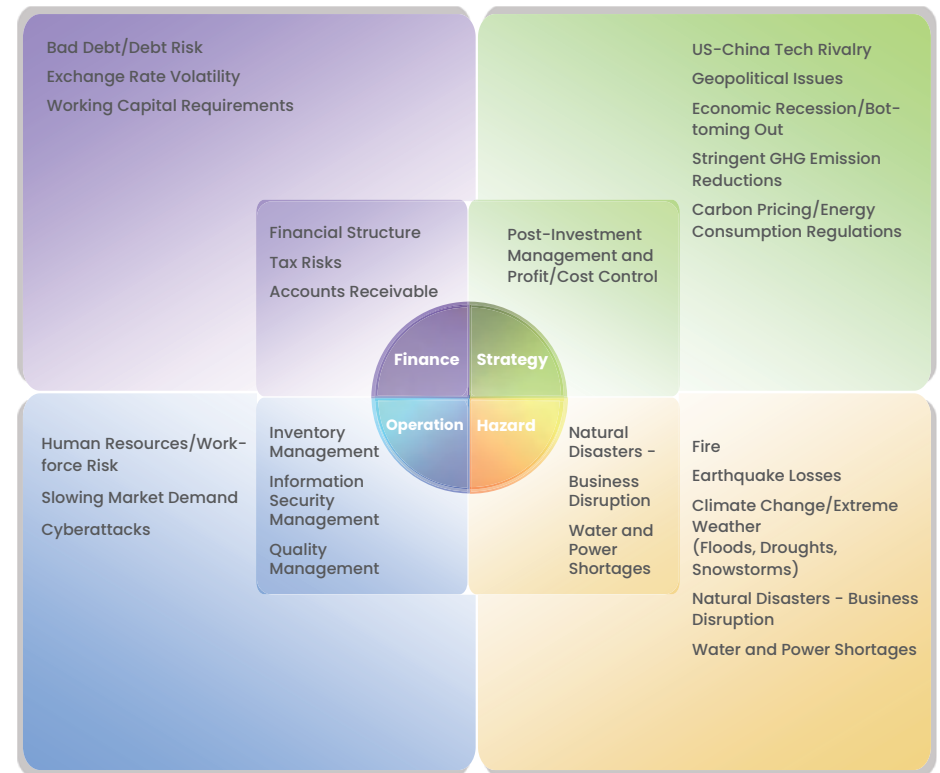 Bad Debt/Debt Risk
Exchange Rate Volatility
Working Capital Requirements
US-China Tech Rivalry
Geopolitical Issues
Economic Recession/Bot-
toming Out
Stringent GHG Emission
Reductions
Carbon Pricing/Energy
Consumption Regulations
Financial Structure
Tax Risks
Accounts Receivable
Post-Investment
Management and
Profit/Cost Control
Finance
Strategy
Operation
Hazard
Human Resources/Work-
force Risk
Slowing Market Demand
Cyberattacks
Inventory
Management
Information
Security
Management
Quality
Management
Natural
Disasters -
Business
Disruption
Water and
Power
Shortages
Fire
Earthquake Losses
Climate Change/Extreme
Weather
(Floods, Droughts,
Snowstorms)
Natural Disasters - Business
Disruption
Water and Power Shortages